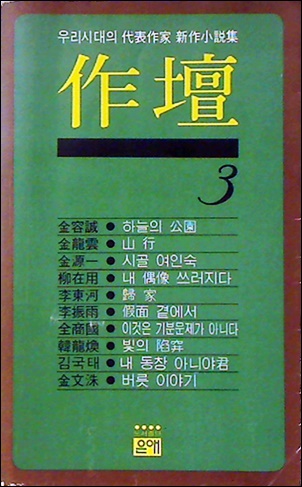 우리시대의 代表作家 新作小說集
作壇
3
金容誠 ● 하늘의 公園
金龍雲 ● 山 行
金源一 ● 시골 여인숙
柳在用 ● 내 偶像 쓰러지다
李東河 ● 歸 家
李振雨 ● 假面 곁에서
全商國 ● 이것은 기분문제가 아니다
韓龍煥 ● 빛의 陷穽
김국태 ● 내 동창 아니야君
金文洙 ● 버릇 이야기
도서출판
은애